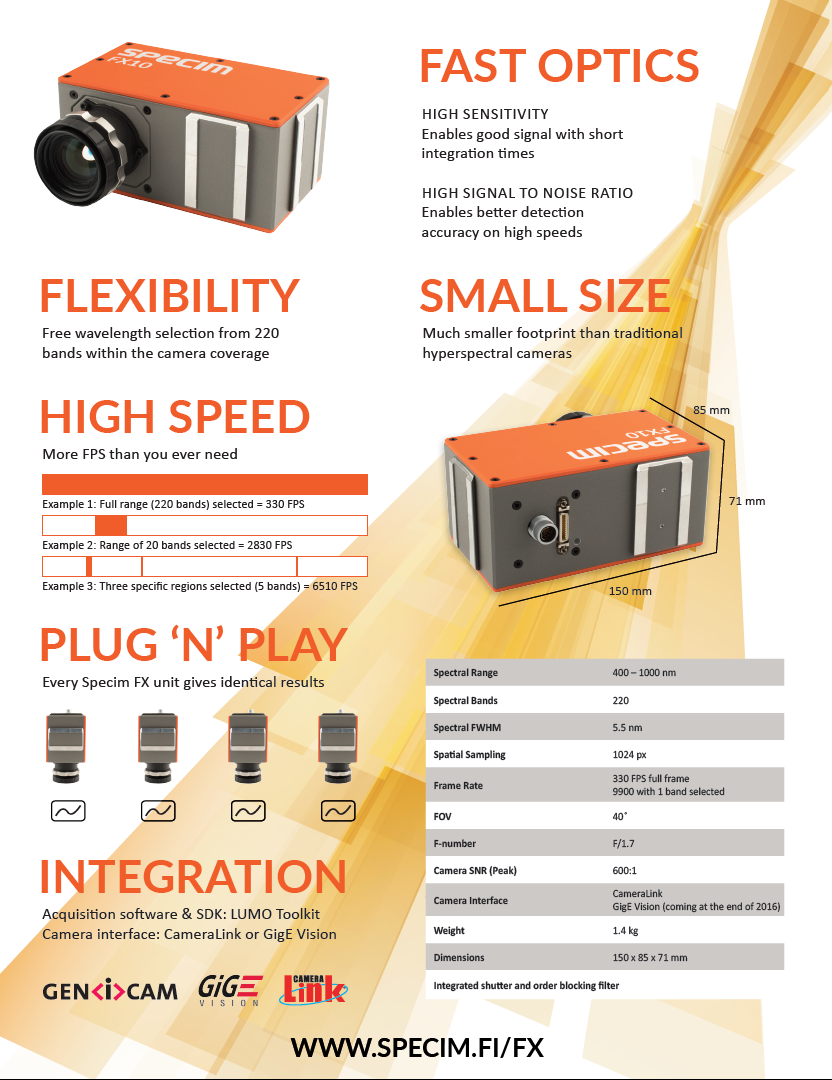 specim
FX10
FAST OPTICS
HIGH SENSITIVITY
Enables good signal with short
integration times
HIGH SIGNAL TO NOISE RATIO
Enables better detection
accuracy on high speeds
FLEXIBILITY
Free wavelength selection from 220
bands within the camera coverage
SMALL SIZE
Much smaller footprint than traditional
hyperspectral cameras
HIGH SPEED
More FPS than you ever need
Example 1: Full range (220 bands) selected = 330 FPS
Example 2: Range of 20 bands selected = 2830 FPS
Example 3: Three specific regions selected (5 bands) = 6510 FPS
85 mm
specim
FX10
71 mm
150 mm
PLUG ‘N’ PLAY
Every Specim FX unit gives identical results
INTEGRATION
Acquisition software & SDK: LUMO Toolkit
Camera interface: CameraLink or GigE Vision
GEN<i>CAM
GiGE
VISION
CAMERA
Link
Spectral Range 400 – 1000 nm
Spectral Bands 220
Spectral FWHM 5.5 nm
Spatial Sampling 1024 px
Frame Rate 330 FPS full frame
9900 with 1 band selected
FOV 40˚
F-number F/1.7
Camera SNR (Peak) 600:1
Camera Interface CameraLink
GigE Vision (coming at the end of 2016)
Weight 1.4 kg
Dimensions 150 x 85 x 71 mm
Integrated shutter and order blocking filter
WWW.SPECIM.FI/FX